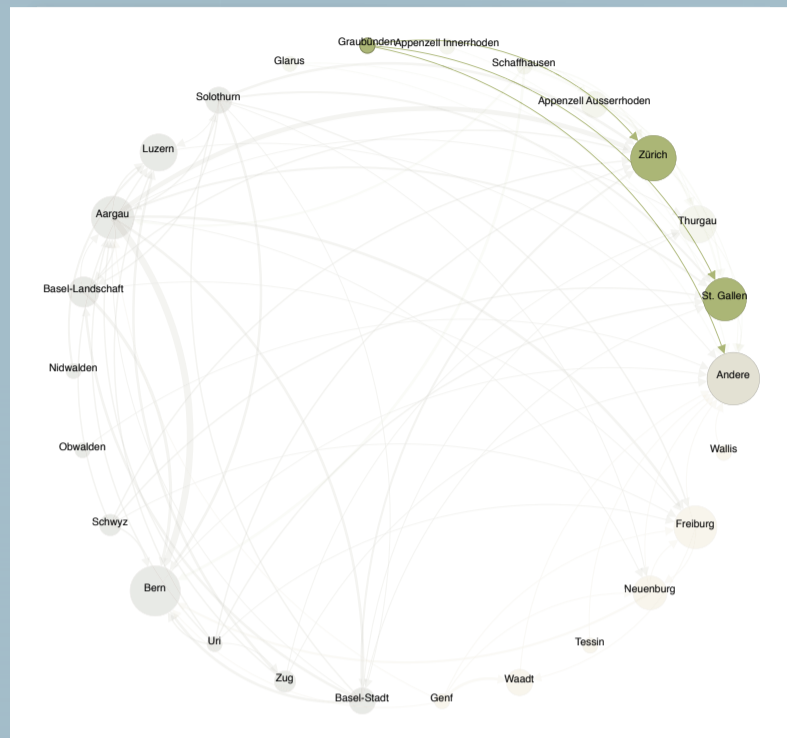 Graubünden
Appenzell Innerrhoden
Glarus
Schaffhausen
Solothurn
Appenzell Ausserrhoden
Luzern
Zürich
Aargau
Thurgau
Basel-Landschaft
St. Gallen
Nidwalden
Andere
Obwalden
Wallis
Schwyz
Freiburg
Bern
Neuenburg
Uri
Tessin
Zug
Waadt
Basel-Stadt
Genf